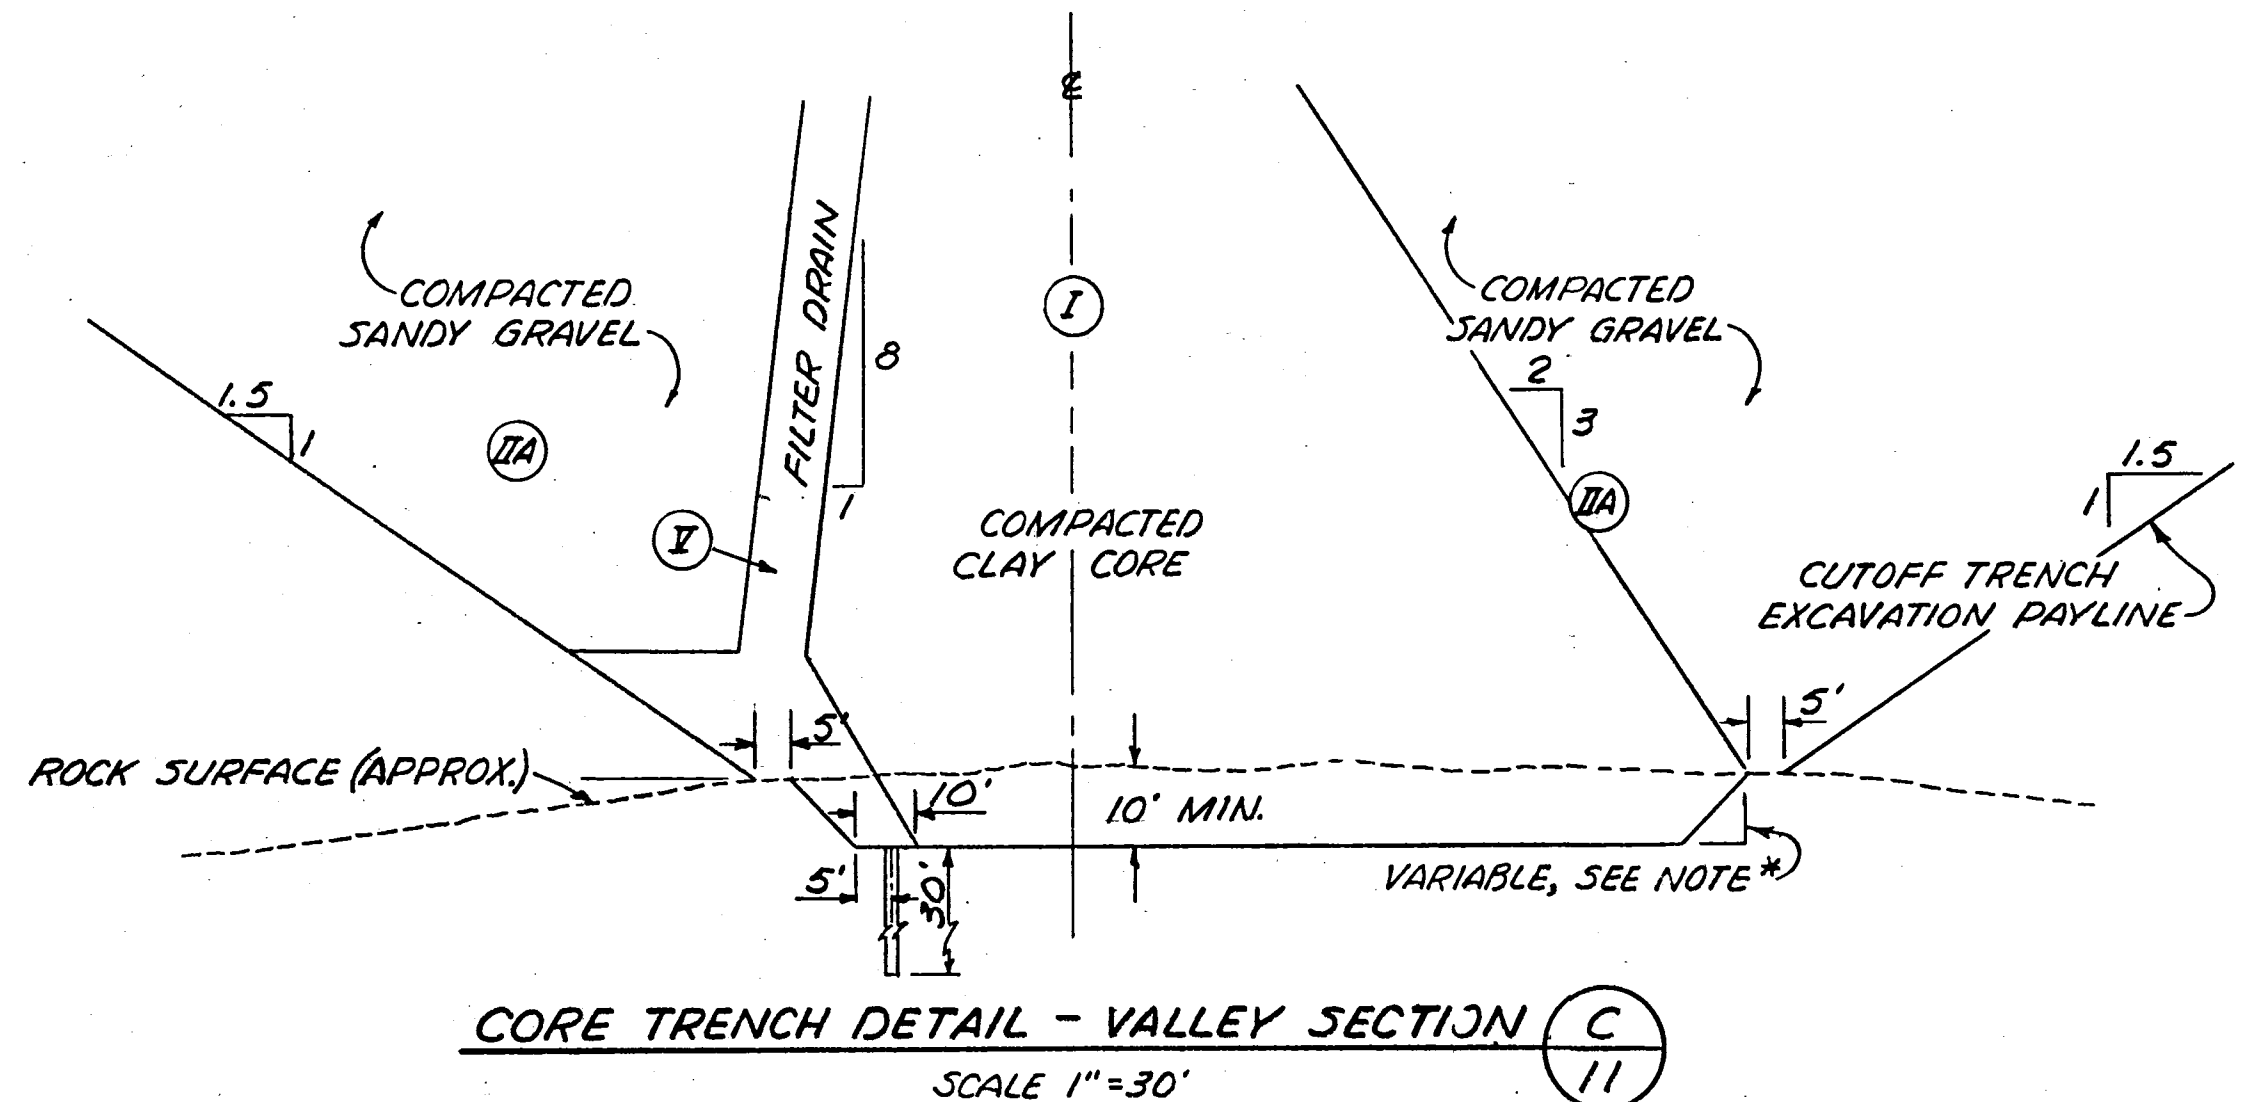 ℄
FILTER DRAIN
COMPACTED
SANDY GRAVEL
8
1
I
COMPACTED
SANDY GRAVEL
2
3
1.5
1
IIA
V
COMPACTED
CLAY CORE
IIA
1.5
1
CUTOFF TRENCH
EXCAVATION PAYLINE
5'
5'
ROCK SURFACE (APPROX.)
10'
10' MIN.
5'
30'
VARIABLE, SEE NOTE *
CORE TRENCH DETAIL - VALLEY SECTION
C
11
SCALE 1"=30'